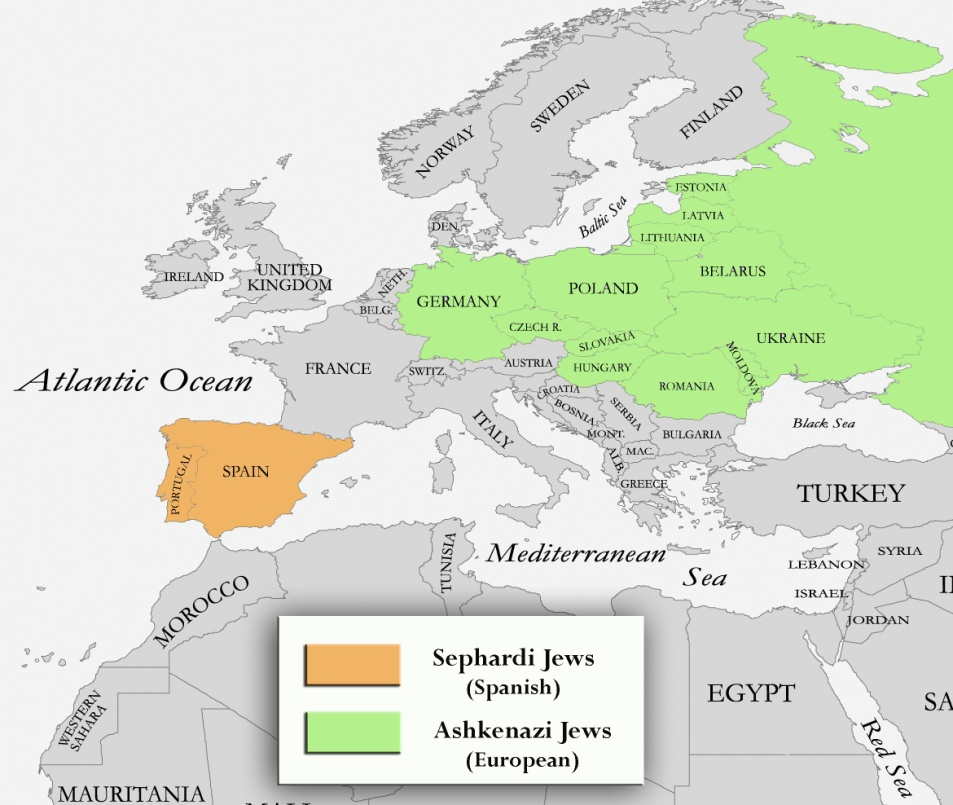 SWEDEN
FINLAND
NORWAY
ESTONIA
Baltic Sea
LATVIA
DEN.
LITHUANIA
IRELAND
UNITED
KINGDOM
NETH.
BELARUS
GERMANY
POLAND
BELG.
CZECH R.
SLOVAKIA
UKRAINE
FRANCE
SWITZ.
AUSTRIA
HUNGARY
MOLDOVA
Atlantic Ocean
ROMANIA
CROATIA
BOSNIA
SERBIA
Black Sea
ITALY
MONT.
BULGARIA
MAC.
ALB.
PORTUGAL
SPAIN
GREECE
TURKEY
TUNISIA
Mediterranean
Sea
SYRIA
LEBANON
ISRAEL
MOROCCO
JORDAN
Sephardi Jews
(Spanish)
EGYPT
WESTERN
SAHARA
Ashkenazi Jews
(European)
Red Sea
MAURITANIA